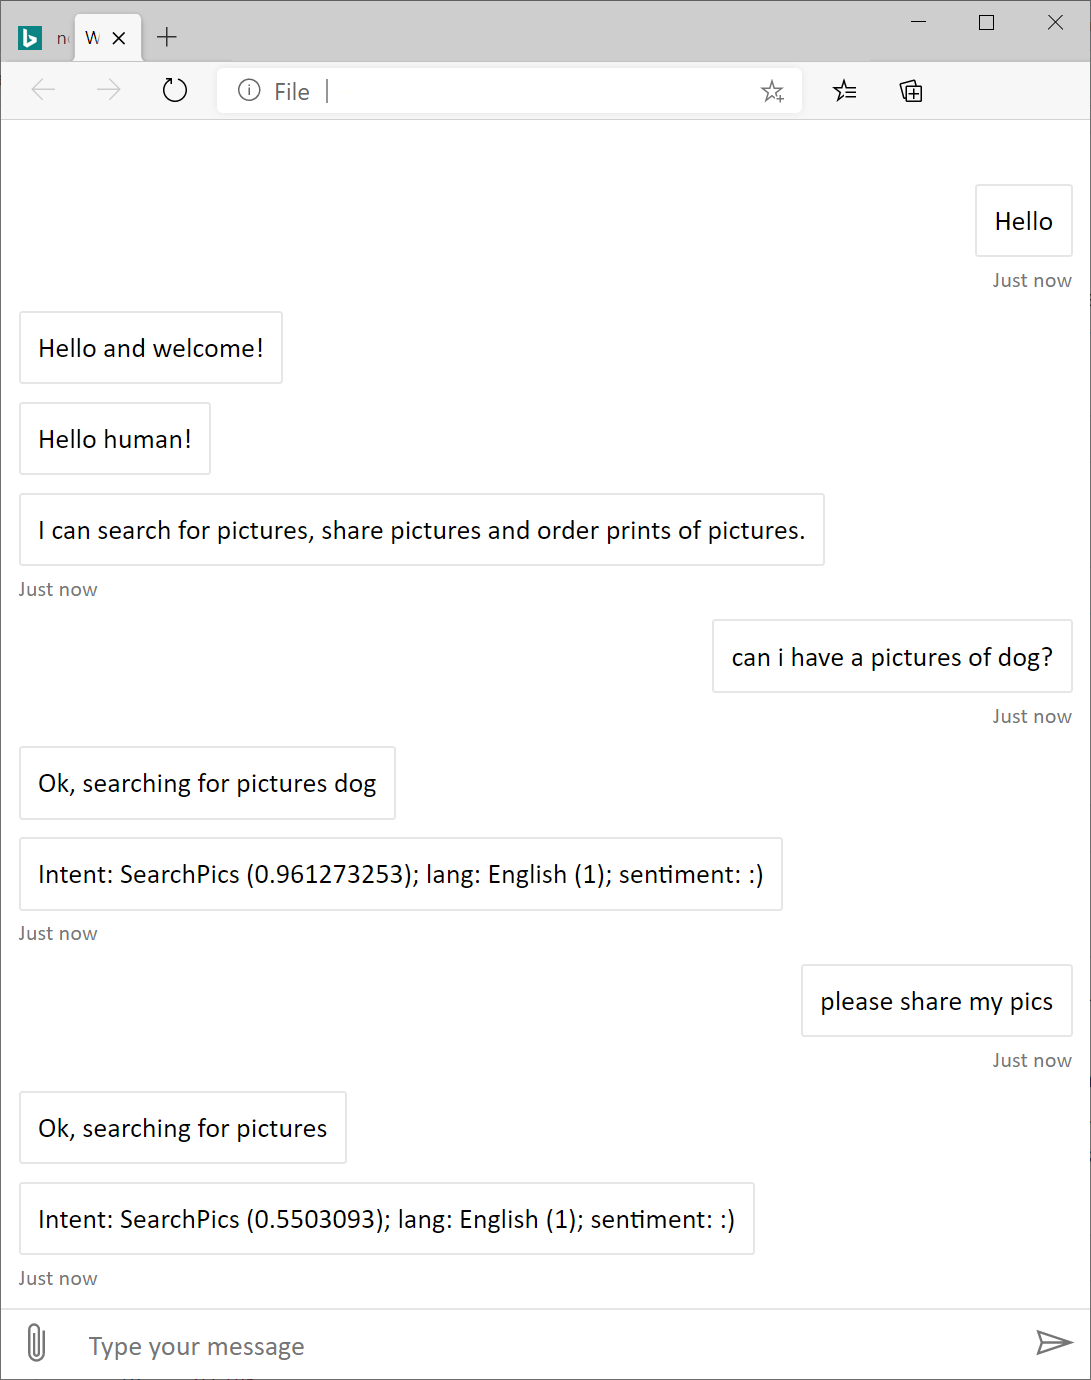 W
File
Hello
Just now
Hello and welcome!
Hello human!
I can search for pictures, share pictures and order prints of pictures.
Just now
can i have a pictures of dog?
Just now
Ok, searching for pictures dog
Intent: SearchPics (0.961273253); lang: English (1); sentiment: :)
Just now
please share my pics
Just now
Ok, searching for pictures
Intent: SearchPics (0.5503093); lang: English (1); sentiment: :)
Just now
Type your message